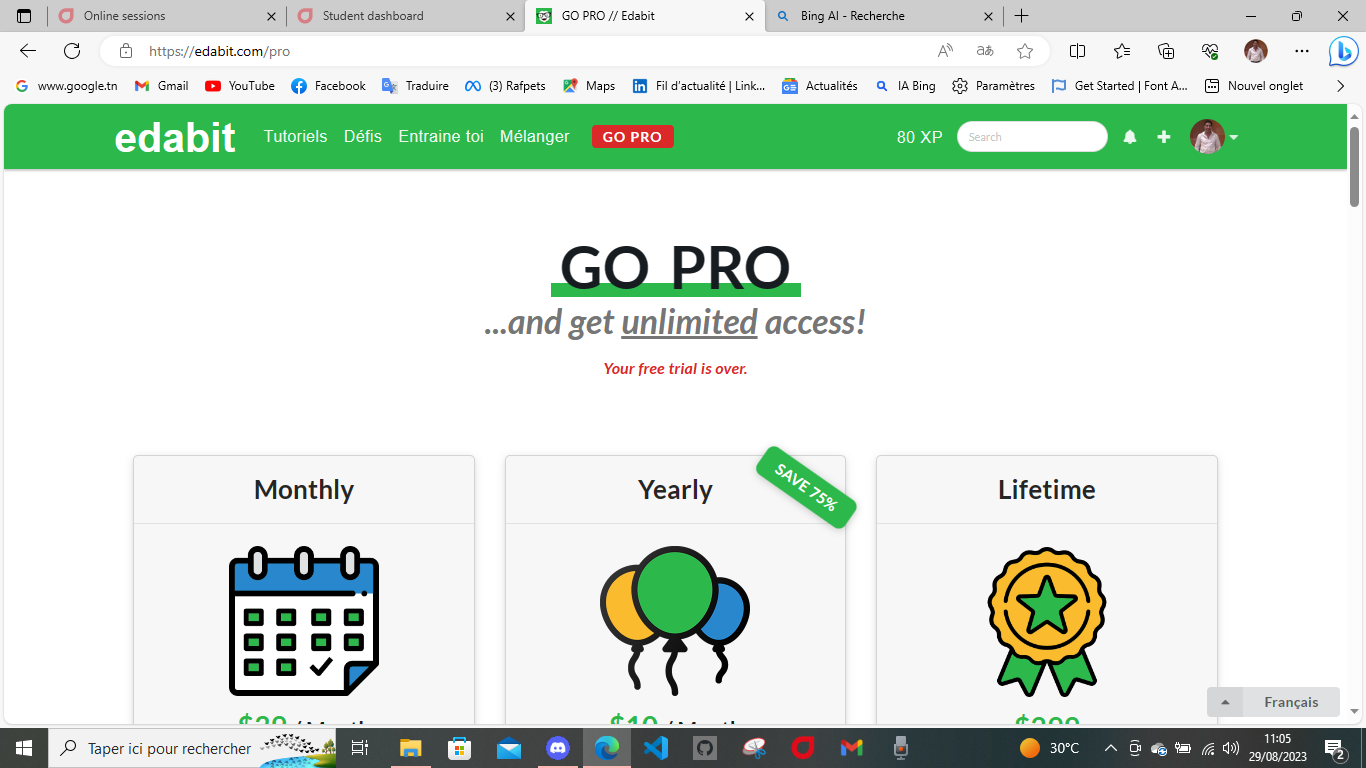 Online sessions
Student dashboard
GO PRO // Edabit
Bing AI - Recherche
https://edabit.com/pro
www.google.tn
Gmail
YouTube
Facebook
Traduire
(3) Rafpets
Maps
Fil d'actualité | Link...
Actualités
IA Bing
Paramètres
Get Started | Font A...
Nouvel onglet
edabit
Tutoriels
Défis
Entraine toi
Mélanger
GO PRO
80 XP
Search
GO PRO
...and get unlimited access!
Your free trial is over.
Monthly
Yearly
SAVE 75%
Lifetime
Français
Taper ici pour rechercher
30°C
11:05
29/08/2023
2